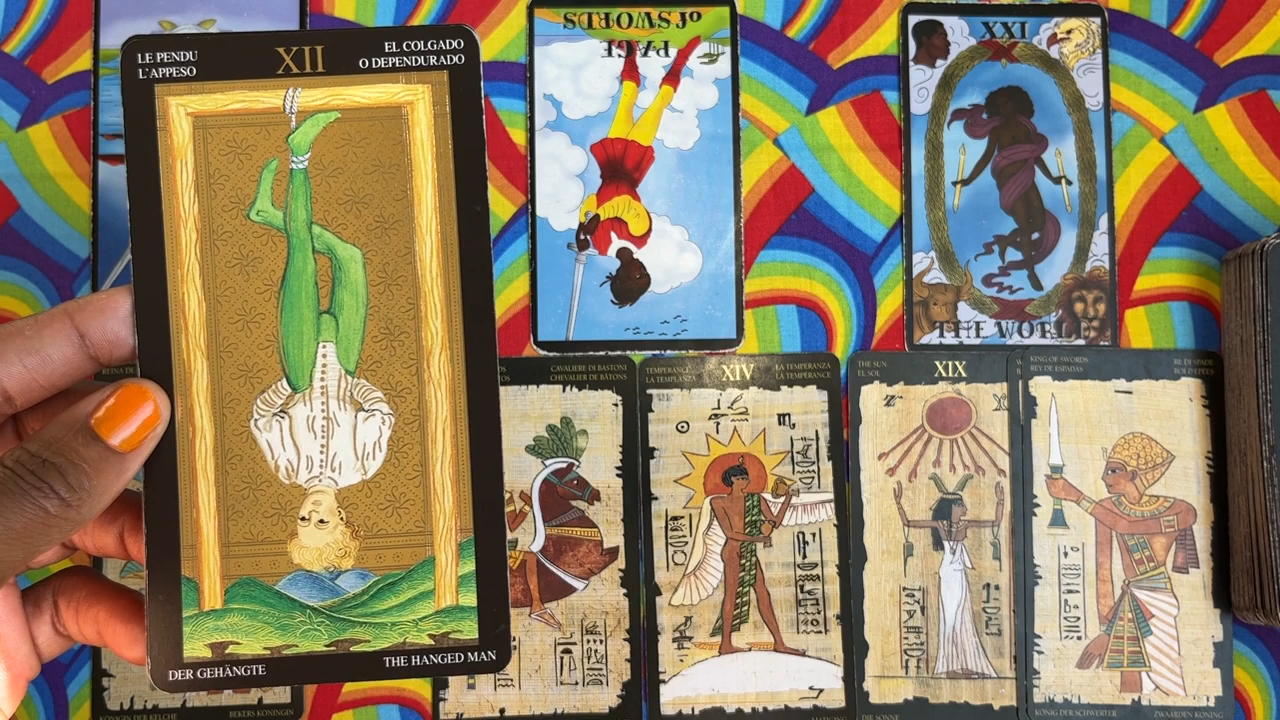 LE PENDU
L'APPESO
XII
EL COLGADO
O DEPENDURADO
DER GEHÄNGTE
THE HANGED MAN
PAGE
of SWORDS
XXI
THE WORLD
REINA DE
CAVALIERE DI BASTONI
CHEVALIER DE BÂTONS
TEMPERANCE
LA TEMPLANZA
XIV
LA TEMPERANZA
LA TEMPÉRANCE
THE SUN
EL SOL
XIX
KING OF SWORDS
REY DE ESPADAS
RE DI SPADE
ROI D'ÉPÉES
KÖNIGIN DER KELCHE
BEKERS KONINGIN
DIE SONNE
KÖNIG DER SCHWERTER
ZWAARDEN KONING